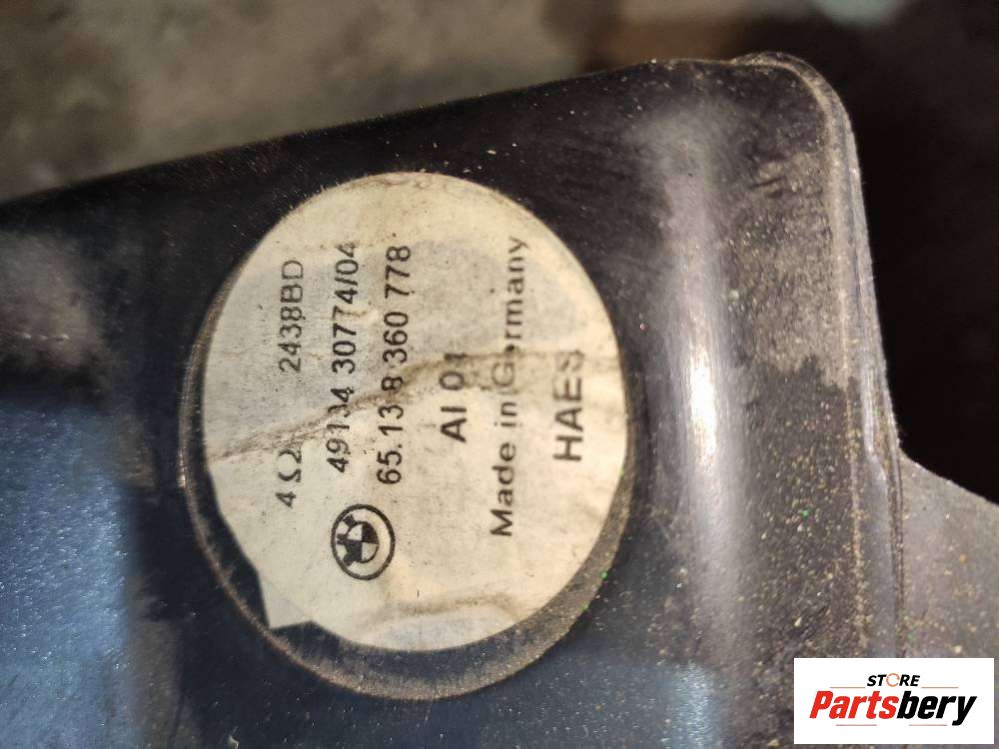 4 Ω 2438BD
49134 30774/04
65.13 8 360 778
AI 01
Made in Germany
HAES
STORE
Partsbery